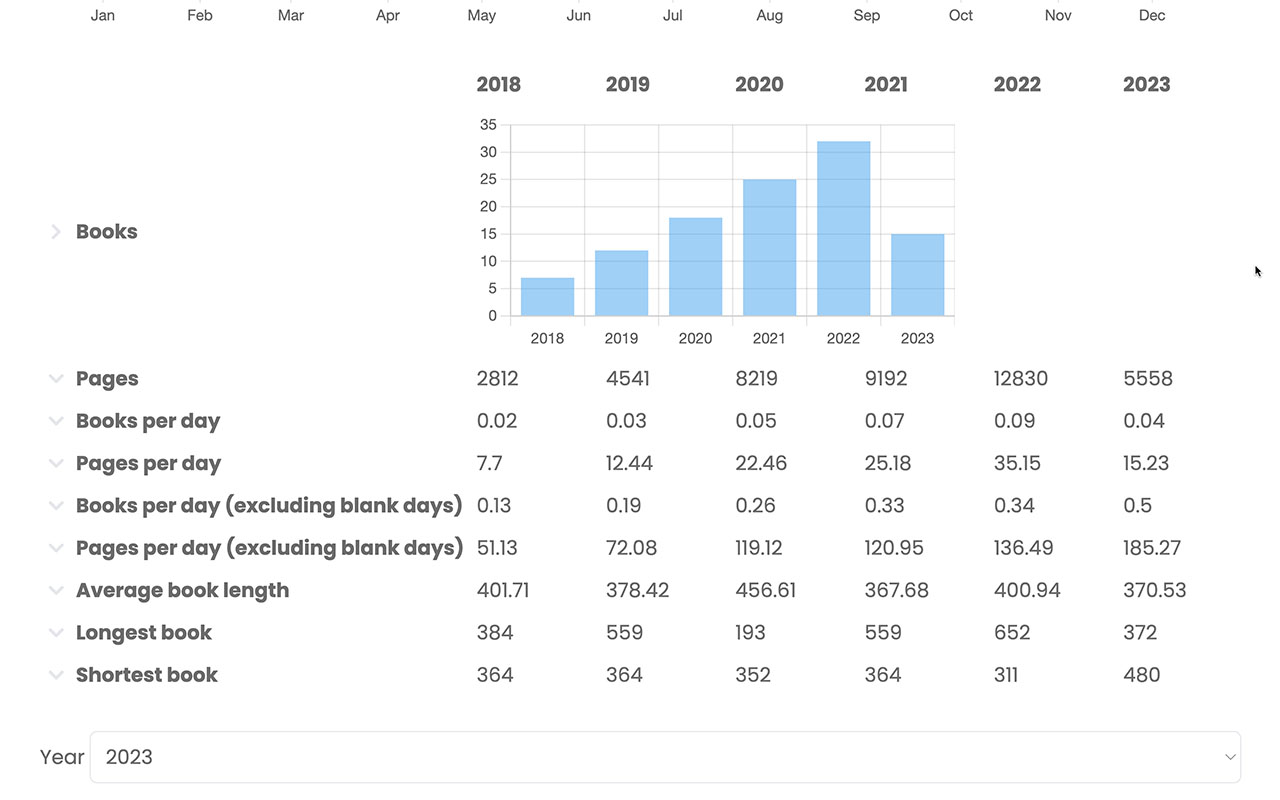 Jan Feb Mar Apr May Jun Jul Aug Sep Oct Nov Dec
2018 2019 2020 2021 2022 2023
35
30
25
20
15
10
5
0
Books
2018 2019 2020 2021 2022 2023
Pages 2812 4541 8219 9192 12830 5558
Books per day 0.02 0.03 0.05 0.07 0.09 0.04
Pages per day 7.7 12.44 22.46 25.18 35.15 15.23
Books per day (excluding blank days) 0.13 0.19 0.26 0.33 0.34 0.5
Pages per day (excluding blank days) 51.13 72.08 119.12 120.95 136.49 185.27
Average book length 401.71 378.42 456.61 367.68 400.94 370.53
Longest book 384 559 193 559 652 372
Shortest book 364 364 352 364 311 480
Year 2023